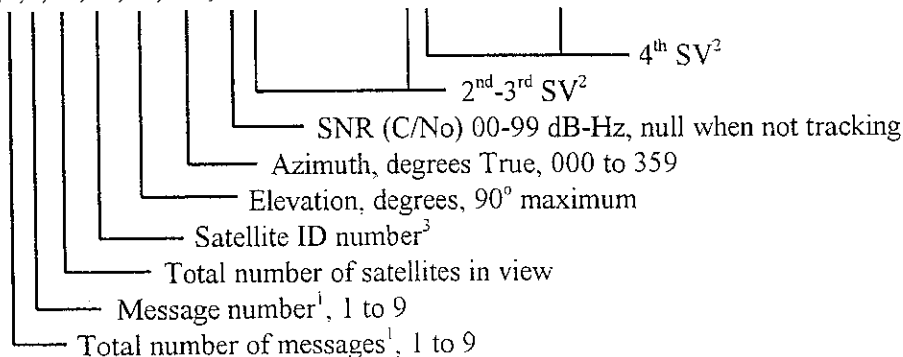 4th SV2
2nd-3rd SV2
SNR (C/No) 00-99 dB-Hz, null when not tracking
Azimuth, degrees True, 000 to 359
Elevation, degrees, 90° maximum
Satellite ID number3
Total number of satellites in view
Message number1, 1 to 9
Total number of messages1, 1 to 9